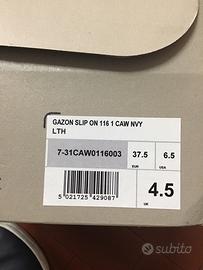 GAZON SLIP ON 116 1 CAW NVY
LTH
7-31CAW0116003
37.5
EUR
6.5
USA
5 021725 429087
4.5
UK
subito